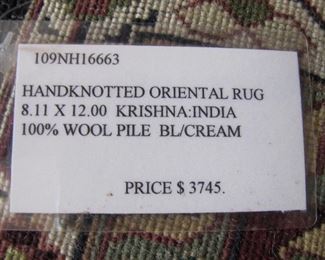 109NH16663
HANDKNOTTED ORIENTAL RUG
8.11 X 12.00 KRISHNA:INDIA
100% WOOL PILE BL/CREAM
PRICE $ 3745.